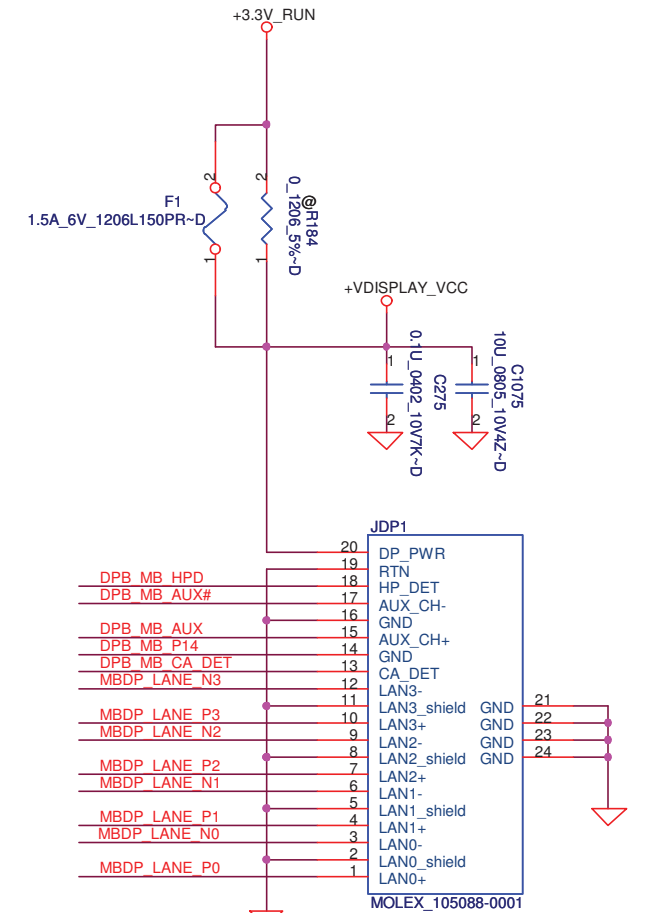 +3.3V_RUN
2
2
F1
1.5A_6V_1206L150PR~D
@R184
0_1206_5%~D
1
1
+VDISPLAY_VCC
1
2
C275
0.1U_0402_10V7K~D
1
2
C1075
10U_0805_10V4Z~D
JDP1
20 DP_PWR
19 RTN
DPB_MB_HPD 18 HP_DET
DPB_MB_AUX# 17 AUX_CH-
16 GND
DPB_MB_AUX 15 AUX_CH+
DPB_MB_P14 14 GND
DPB_MB_CA_DET 13 CA_DET
MBDP_LANE_N3 12 LAN3-
11 LAN3_shield GND 21
MBDP_LANE_P3 10 LAN3+ GND 22
MBDP_LANE_N2 9 LAN2- GND 23
8 LAN2_shield GND 24
MBDP_LANE_P2 7 LAN2+
MBDP_LANE_N1 6 LAN1-
5 LAN1_shield
MBDP_LANE_P1 4 LAN1+
MBDP_LANE_N0 3 LAN0-
2 LAN0_shield
MBDP_LANE_P0 1 LAN0+
MOLEX_105088-0001